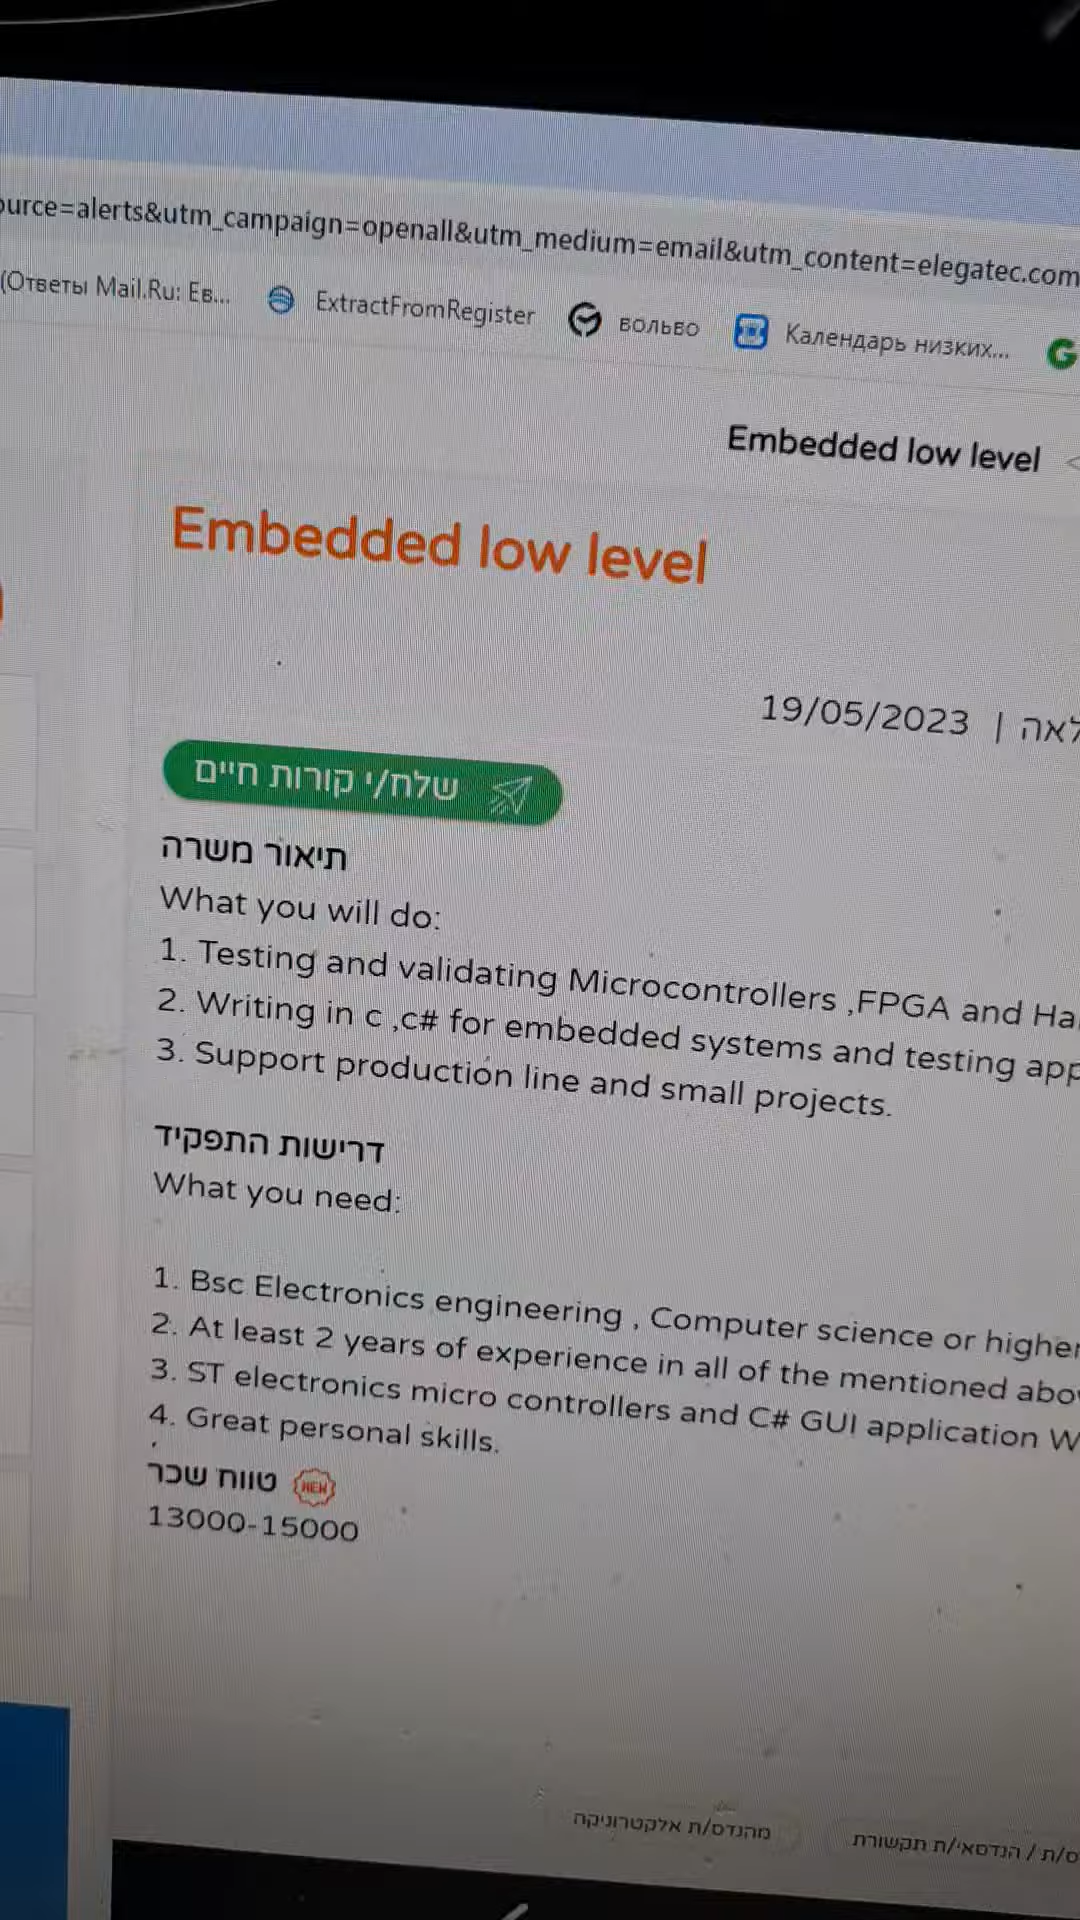 ource=alerts&utm_campaign=openall&utm_medium=email&utm_content=elegatec.com
(Ответы Mail.Ru: Ев... ExtractFromRegister вольво Календарь низких...
Embedded low level
Embedded low level
19/05/2023 |
שלח/י קורות חיים
תיאור משרה
What you will do:
1. Testing and validating Microcontrollers ,FPGA and
2. Writing in c ,c# for embedded systems and testing
3. Support production line and small projects.
דרישות התפקיד
What you need:
1. Bsc Electronics engineering , Computer science or higher
2. At least 2 years of experience in all of the mentioned
3. ST electronics micro controllers and C# GUI application
4. Great personal skills.
טווח שכר NEW
13000-15000
מהנדס/ת אלקטרוניקה
הנדסאי/ת תקשורת